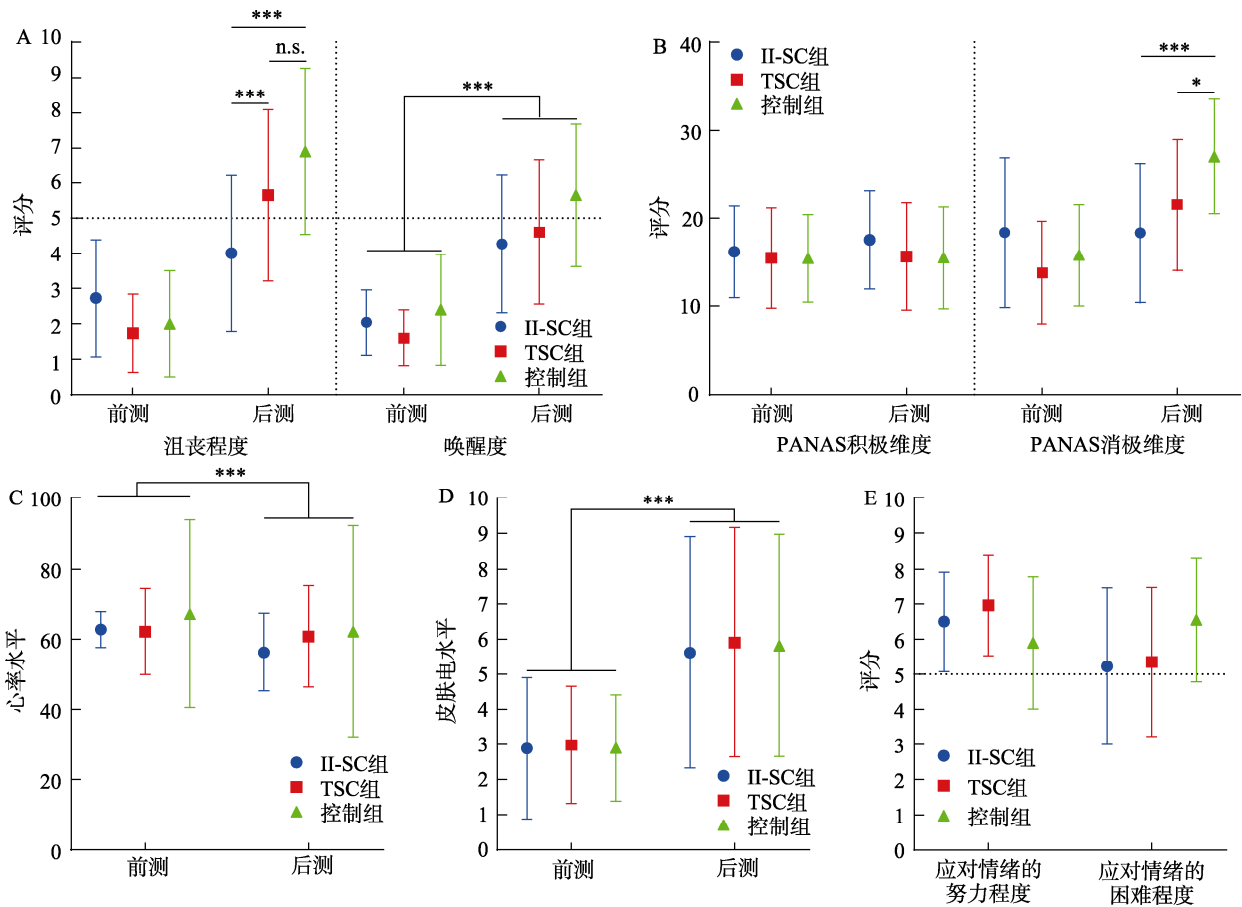 A
10
9
8
7
6
5
4
3
2
1
0
评分
***
n.s.
***
***
II-SC组
TSC组
控制组
前测
后测
前测
后测
沮丧程度
唤醒度
B
40
30
20
10
0
评分
II-SC组
TSC组
控制组
***
*
前测
后测
前测
后测
PANAS积极维度
PANAS消极维度
C
100
80
60
40
20
0
心率水平
***
II-SC组
TSC组
控制组
前测
后测
D
10
9
8
7
6
5
4
3
2
1
0
皮肤电水平
***
II-SC组
TSC组
控制组
前测
后测
E
10
9
8
7
6
5
4
3
2
1
0
评分
II-SC组
TSC组
控制组
应对情绪的
努力程度
应对情绪的
困难程度